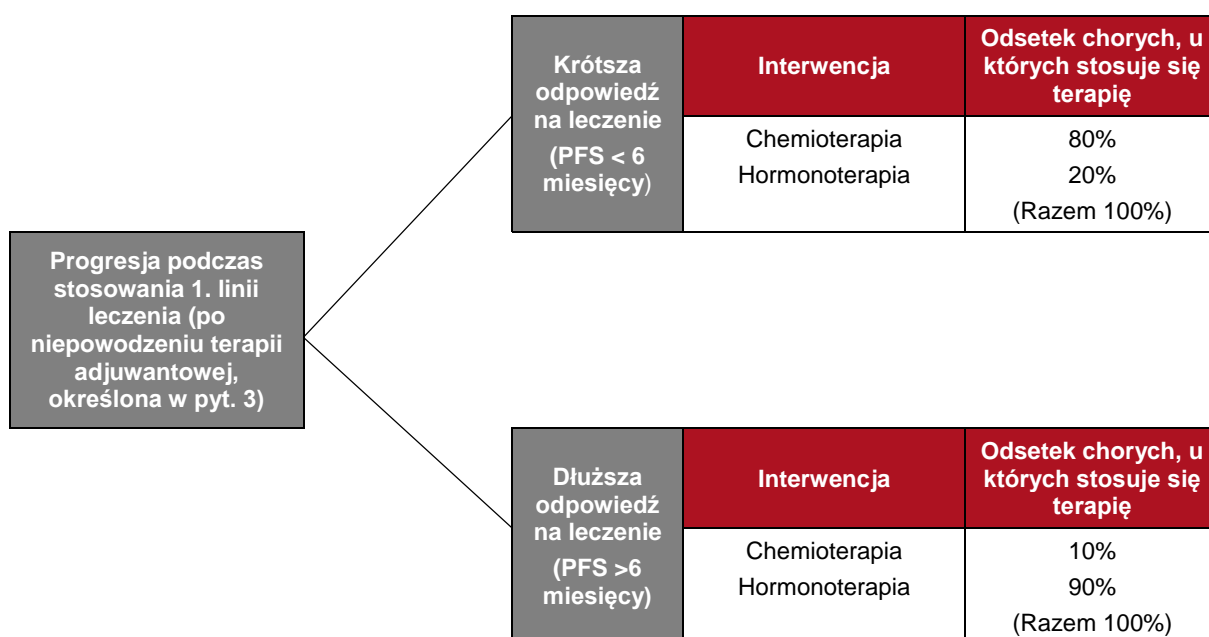 Krótsza
odpowiedź
na leczenie
(PFS < 6
miesięcy)
Interwencja
Odsetek chorych, u
których stosuje się
terapię
Chemioterapia 80%
Hormonoterapia 20%
(Razem 100%)
Progresja podczas
stosowania 1. linii
leczenia (po
niepowodzeniu terapii
adjuwantowej,
określona w pyt. 3)
Dłuższa
odpowiedź
na leczenie
(PFS >6
miesięcy)
Interwencja
Odsetek chorych, u
których stosuje się
terapię
Chemioterapia 10%
Hormonoterapia 90%
(Razem 100%)